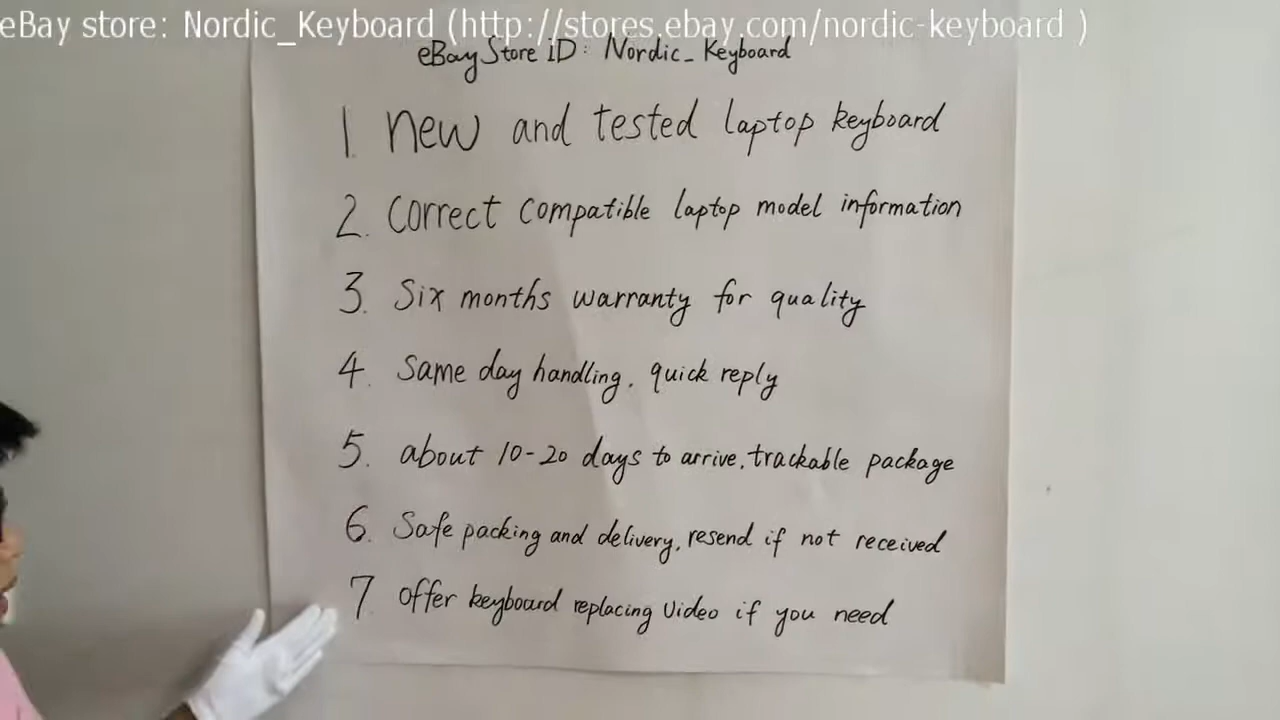 eBay store: Nordic_Keyboard (http://stores.ebay.com/nordic-keyboard )
eBay Store iD: Nordic_Keyboard
1. new and tested laptop keyboard
2. Correct compatible laptop model information
3. Six months warranty for quality
4. Same day handling. quick reply
5. about 10-20 days to arrive. trackable package
6. Safe packing and delivery, resend if not received
7. offer keyboard replacing video if you need